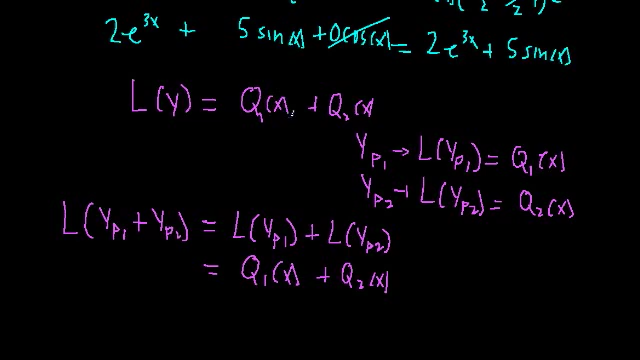 2e^{3x} + 5 sin(x) + 0cos(x) = 2e^{3x} + 5 sin(x)
L(y) = Q₁(x) + Q₂(x)
Y_{p₁} → L(Y_{p₁}) = Q₁(x)
Y_{p₂} → L(Y_{p₂}) = Q₂(x)
L(Y_{p₁} + Y_{p₂}) = L(Y_{p₁}) + L(Y_{p₂})
= Q₁(x) + Q₂(x)